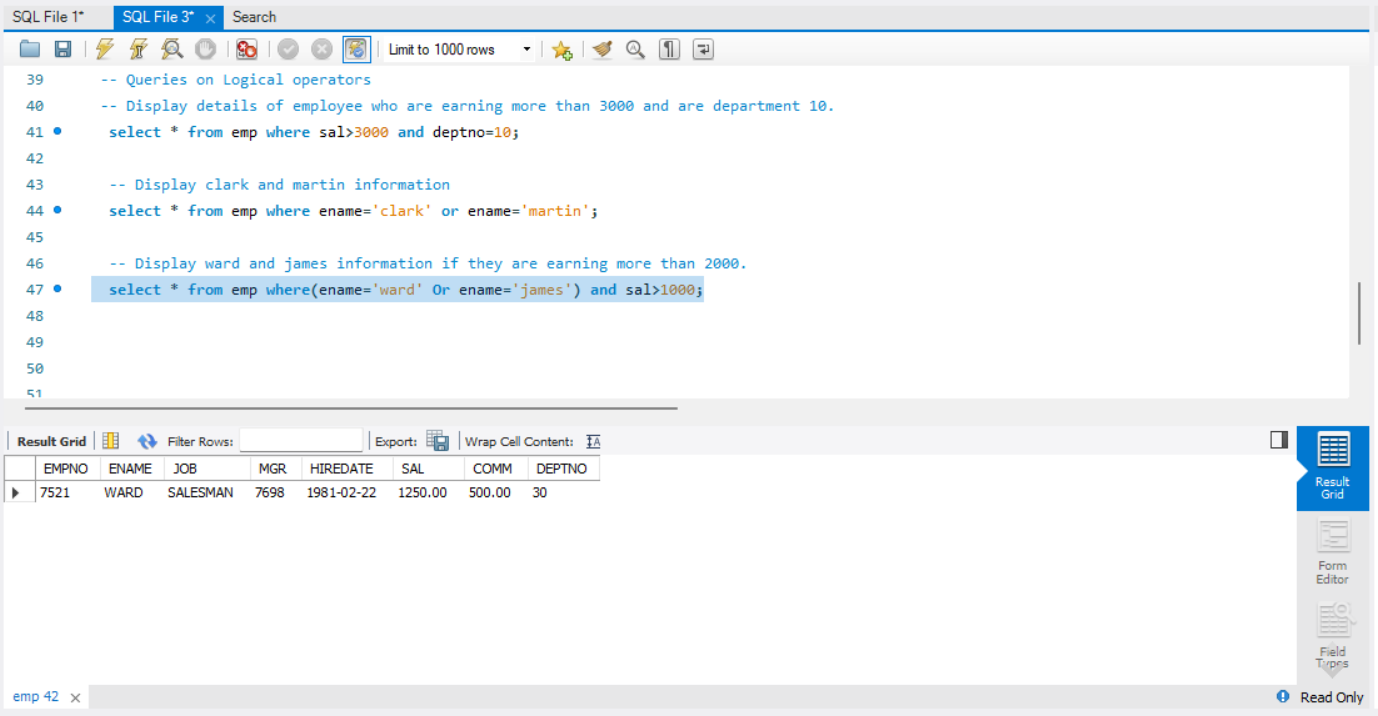 SQL File 1* SQL File 3* Search
Limit to 1000 rows
39 -- Queries on Logical operators
40 -- Display details of employee who are earning more than 3000 and are department 10.
41 select * from emp where sal>3000 and deptno=10;
42
43 -- Display clark and martin information
44 select * from emp where ename='clark' or ename='martin';
45
46 -- Display ward and james information if they are earning more than 2000.
47 select * from emp where(ename='ward' Or ename='james') and sal>1000;
48
49
50
51
Result Grid Filter Rows: Export: Wrap Cell Content:
EMPNO ENAME JOB MGR HIREDATE SAL COMM DEPTNO
7521 WARD SALESMAN 7698 1981-02-22 1250.00 500.00 30
Result
Grid
Form
Editor
Field
Types
emp 42 Read Only